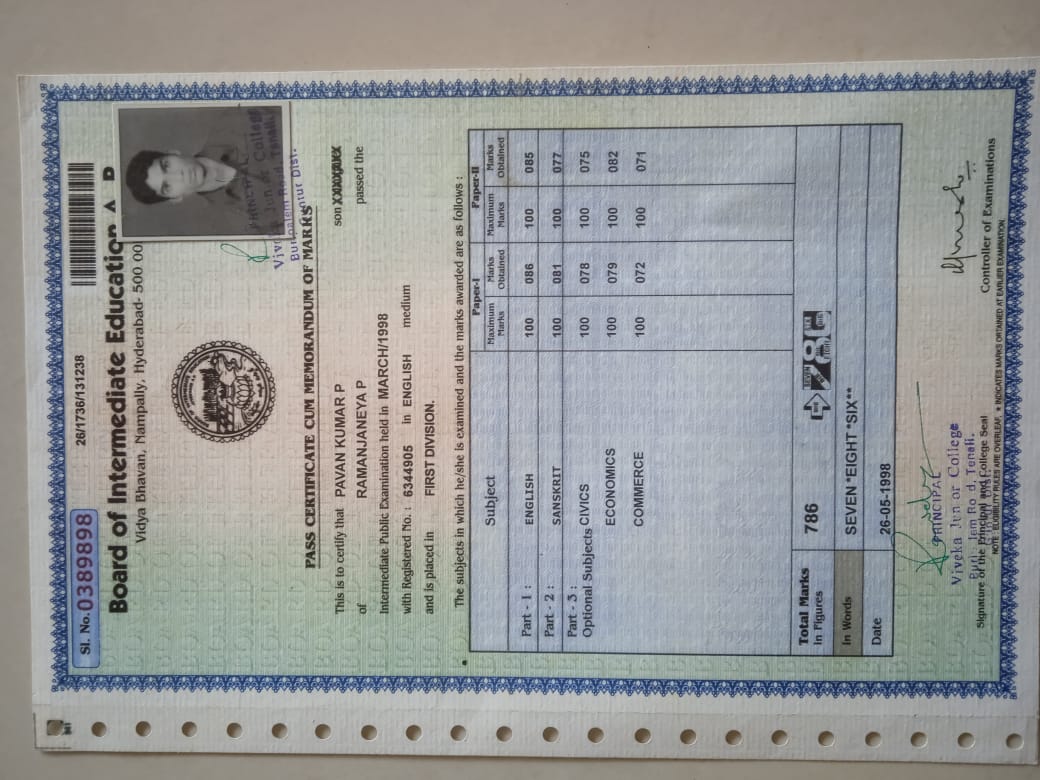 26/1736/131238
Sl. No. 0389898
Board of Intermediate Education A P
Vidya Bhavan, Nampally, Hyderabad- 500 00
PRINCIPAL
Viveka Jun or College
Burripalem Road Tenali.
Guntur Dist.
PASS CERTIFICATE CUM MEMORANDUM OF MARKS
This is to certify that PAVAN KUMAR P son
of RAMANJANEYA P passed the
Intermediate Public Examination held in MARCH/1998
with Registered No. : 6344905 in ENGLISH medium
and is placed in FIRST DIVISION.
The subjects in which he/she is examined and the marks awarded are as follows :
Subject Paper-I Paper-II
Maximum Marks Marks Obtained Maximum Marks Marks Obtained
Part - 1 : ENGLISH 100 086 100 085
Part - 2 : SANSKRIT 100 081 100 077
Part - 3 :
Optional Subjects CIVICS 100 078 100 075
ECONOMICS 100 079 100 082
COMMERCE 100 072 100 071
Total Marks
in Figures 786 SEVEN EIGHT SIX
In Words SEVEN *EIGHT *SIX**
Date 26-05-1998
PRINCIPAL
Viveka Jun or College
Burri lem Ro d, Tenali.
Signature of the Principal and College Seal
Controller of Examinations
NOTE : ELIGIBILITY RULES ARE OVERLEAF, * INDICATES MARKS OBTAINED AT EARLIER EXAMINATION